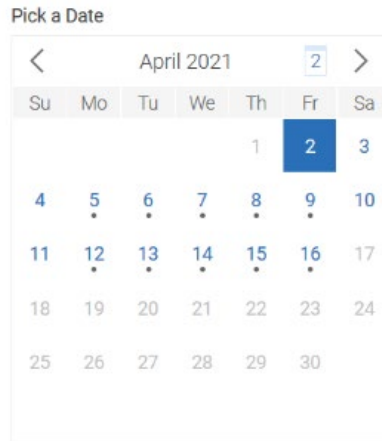 Pick a Date
< April 2021 2 >
Su Mo Tu We Th Fr Sa
1 2 3
4 5 6 7 8 9 10
11 12 13 14 15 16 17
18 19 20 21 22 23 24
25 26 27 28 29 30